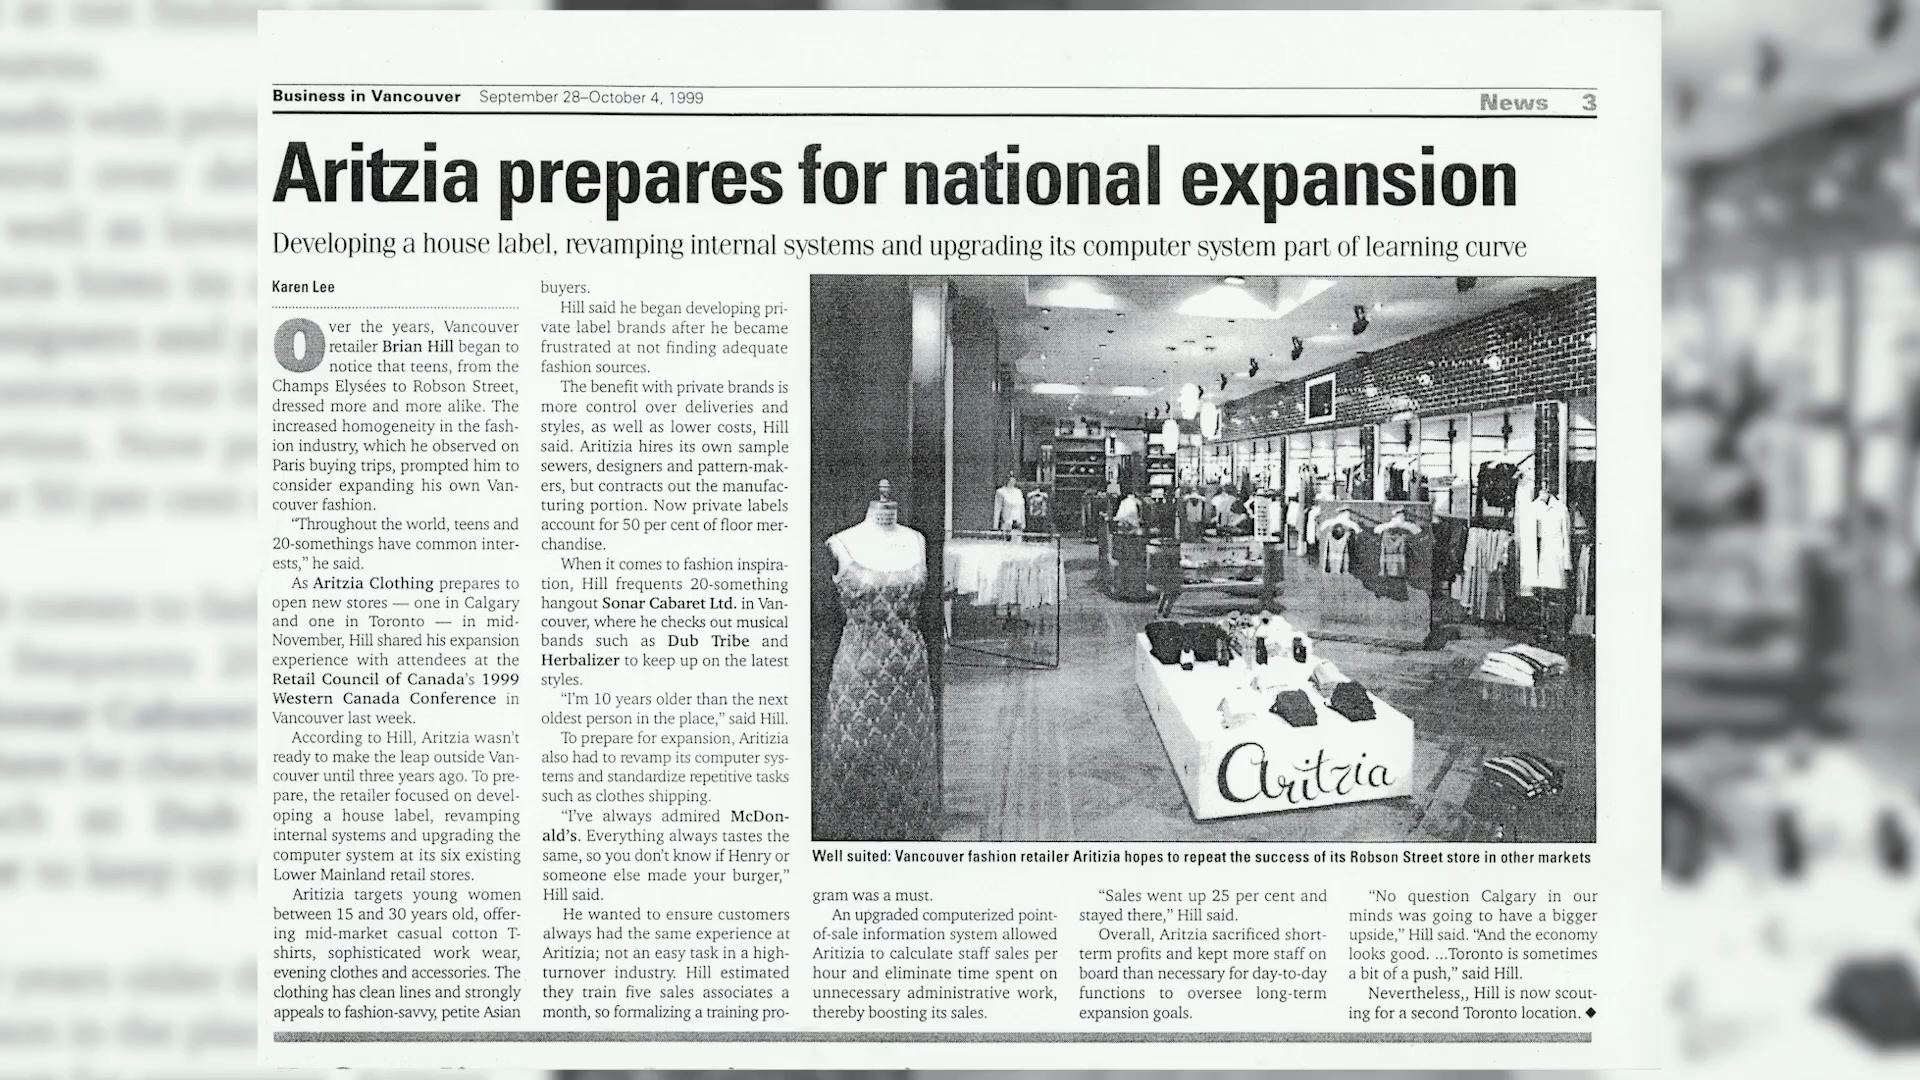 Business in Vancouver September 28–October 4, 1999
News 3
Aritzia prepares for national expansion
Developing a house label, revamping internal systems and upgrading its computer system part of learning curve
Karen Lee
Over the years, Vancouver
retailer Brian Hill began to
notice that teens, from the
Champs Elysées to Robson Street,
dressed more and more alike. The
increased homogeneity in the fash-
ion industry, which he observed on
Paris buying trips, prompted him to
consider expanding his own Van-
couver fashion.
"Throughout the world, teens and
20-somethings have common inter-
ests," he said.
As Aritzia Clothing prepares to
open new stores — one in Calgary
and one in Toronto — in mid-
November, Hill shared his expansion
experience with attendees at the
Retail Council of Canada's 1999
Western Canada Conference in
Vancouver last week.
According to Hill, Aritzia wasn't
ready to make the leap outside Van-
couver until three years ago. To pre-
pare, the retailer focused on devel-
oping a house label, revamping
internal systems and upgrading the
computer system at its six existing
Lower Mainland retail stores.
Aritizia targets young women
between 15 and 30 years old, offer-
ing mid-market casual cotton T-
shirts, sophisticated work wear,
evening clothes and accessories. The
clothing has clean lines and strongly
appeals to fashion-savvy, petite Asian
buyers.
Hill said he began developing pri-
vate label brands after he became
frustrated at not finding adequate
fashion sources.
The benefit with private brands is
more control over deliveries and
styles, as well as lower costs, Hill
said. Aritizia hires its own sample
sewers, designers and pattern-mak-
ers, but contracts out the manufac-
turing portion. Now private labels
account for 50 per cent of floor mer-
chandise.
When it comes to fashion inspira-
tion, Hill frequents 20-something
hangout Sonar Cabaret Ltd. in Van-
couver, where he checks out musical
bands such as Dub Tribe and
Herbalizer to keep up on the latest
styles.
"I'm 10 years older than the next
oldest person in the place," said Hill.
To prepare for expansion, Aritizia
also had to revamp its computer sys-
tems and standardize repetitive tasks
such as clothes shipping.
"I've always admired McDon-
ald's. Everything always tastes the
same, so you don't know if Henry or
someone else made your burger,"
Hill said.
He wanted to ensure customers
always had the same experience at
Aritizia; not an easy task in a high-
turnover industry. Hill estimated
they train five sales associates a
month, so formalizing a training pro-
Aritzia
Well suited: Vancouver fashion retailer Aritizia hopes to repeat the success of its Robson Street store in other markets
gram was a must.
An upgraded computerized point-
of-sale information system allowed
Aritizia to calculate staff sales per
hour and eliminate time spent on
unnecessary administrative work,
thereby boosting its sales.
"Sales went up 25 per cent and
stayed there," Hill said.
Overall, Aritzia sacrificed short-
term profits and kept more staff on
board than necessary for day-to-day
functions to oversee long-term
expansion goals.
"No question Calgary in our
minds was going to have a bigger
upside," Hill said. "And the economy
looks good. ...Toronto is sometimes
a bit of a push," said Hill.
Nevertheless,, Hill is now scout-
ing for a second Toronto location. ◆